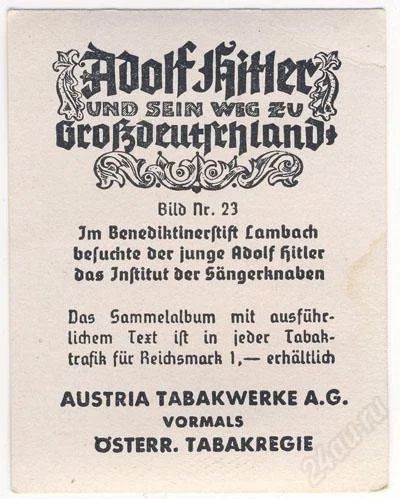 Adolf Hitler
UND SEIN WEG ZU
Großdeutschland
Bild Nr. 23
Im Benediktinerstift Lambach
besuchte der junge Adolf Hitler
das Institut der Sängerknaben
Das Sammelalbum mit ausführ-
lichem Text ist in jeder Tabak-
trafik für Reichsmark 1,— erhältlich
AUSTRIA TABAKWERKE A.G.
VORMALS
ÖSTERR. TABAKREGIE
24au.ru